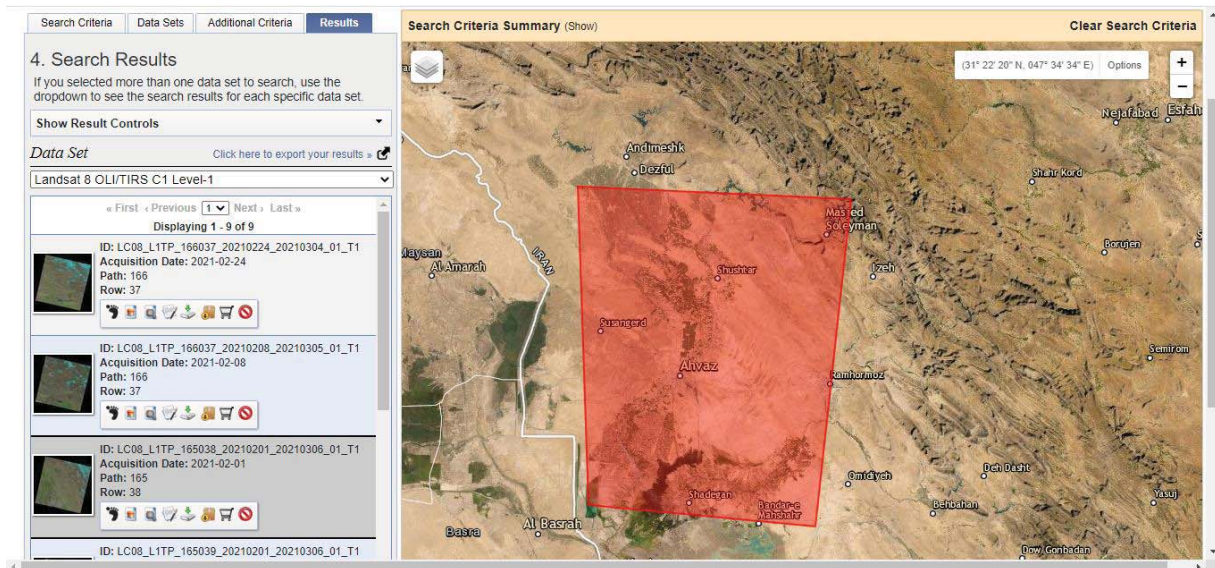 Search Criteria
Data Sets
Additional Criteria
Results
4. Search Results
If you selected more than one data set to search, use the
dropdown to see the search results for each specific data set.
Show Result Controls
Data Set
Click here to export your results »
Landsat 8 OLI/TIRS C1 Level-1
« First ‹ Previous 1 Next › Last »
Displaying 1 - 9 of 9
ID: LC08_L1TP_166037_20210224_20210304_01_T1
Acquisition Date: 2021-02-24
Path: 166
Row: 37
ID: LC08_L1TP_166037_20210208_20210305_01_T1
Acquisition Date: 2021-02-08
Path: 166
Row: 37
ID: LC08_L1TP_165038_20210201_20210306_01_T1
Acquisition Date: 2021-02-01
Path: 165
Row: 38
ID: LC08_L1TP_165039_20210201_20210306_01_T1
Search Criteria Summary (Show)
Clear Search Criteria
(31° 22' 20" N, 047° 34' 34" E)
Options
+
−
Nejafabad
Esfah
Andimeshk
Dezful
Shahr Kord
Masjed
Soleyman
Borujen
Maysan
Al Amarah
IRAN
Shushtar
Izeh
Susangerd
Semirom
Ahvaz
Ramhormoz
Omidiyeh
Deh Dasht
Behbahan
Yasuj
Shadegan
Bandar-e
Mahshahr
Basra
Al Basrah
Dow Gonbadan